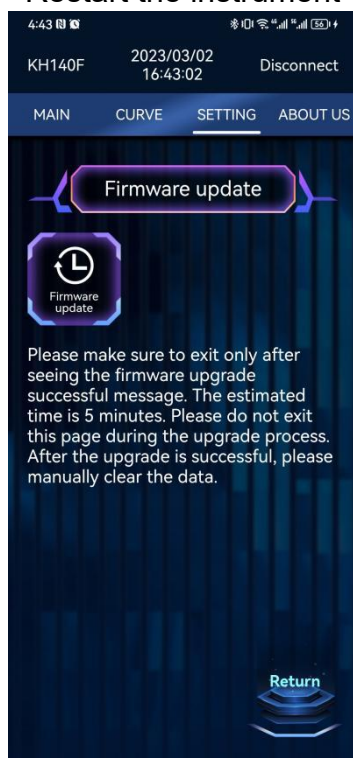 Restart the instrument
4:43
56
KH140F
2023/03/02
16:43:02
Disconnect
MAIN CURVE SETTING ABOUT US
Firmware update
Firmware
update
Please make sure to exit only after
seeing the firmware upgrade
successful message. The estimated
time is 5 minutes. Please do not exit
this page during the upgrade process.
After the upgrade is successful, please
manually clear the data.
Return